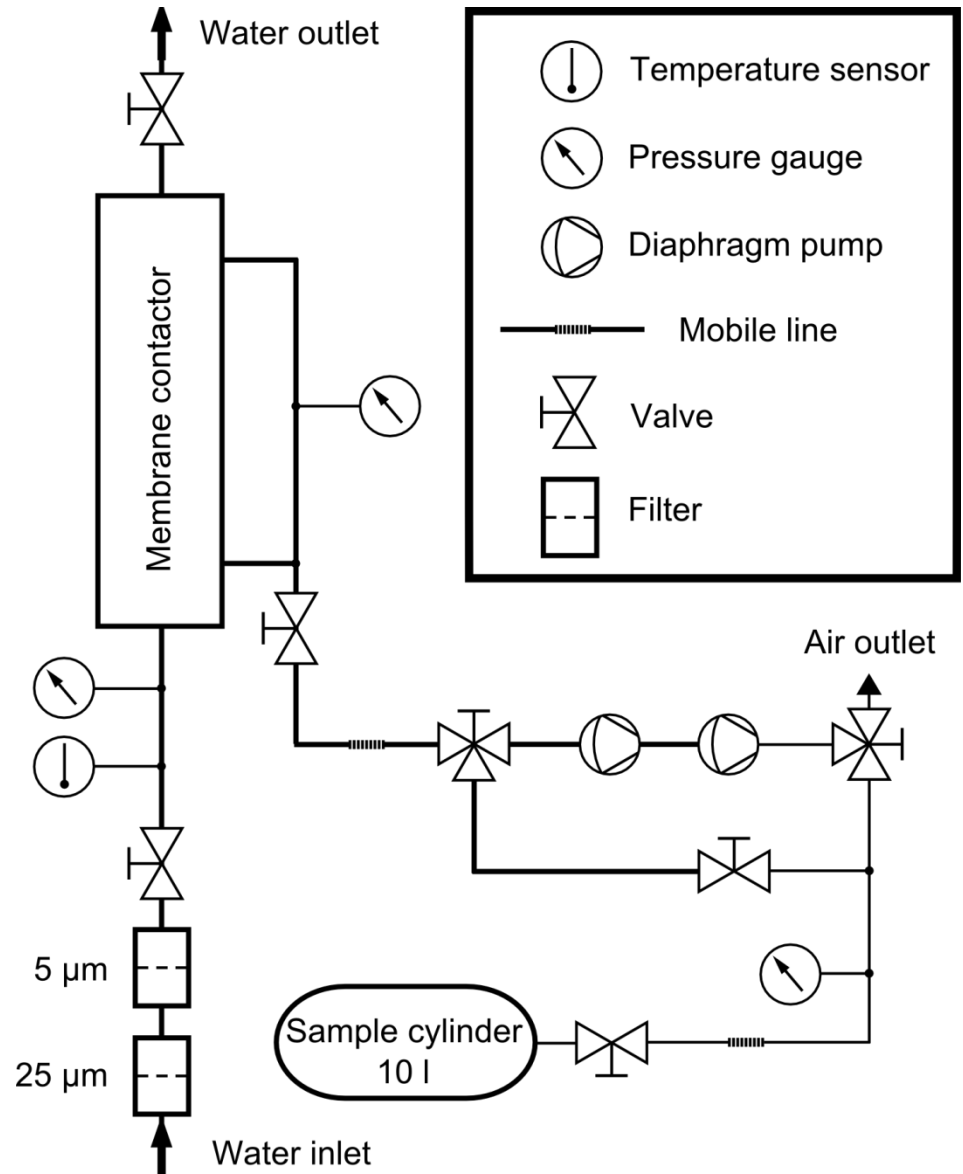 Water outlet
Temperature sensor
Pressure gauge
Diaphragm pump
Mobile line
Valve
Filter
Membrane contactor
Air outlet
5 µm
Sample cylinder
10 l
25 µm
Water inlet